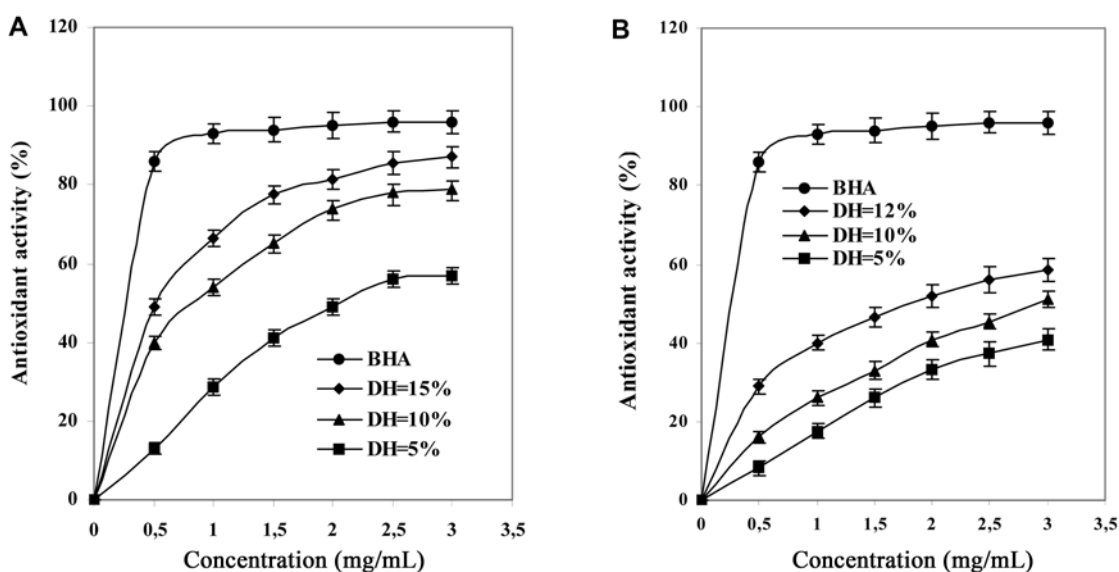 A
120
100
80
60
40
20
0
Antioxidant activity (%)
BHA
DH=15%
DH=10%
DH=5%
0 0,5 1 1,5 2 2,5 3 3,5
Concentration (mg/mL)
B
120
100
80
60
40
20
0
Antioxidant activity (%)
BHA
DH=12%
DH=10%
DH=5%
0 0,5 1 1,5 2 2,5 3 3,5
Concentration (mg/mL)